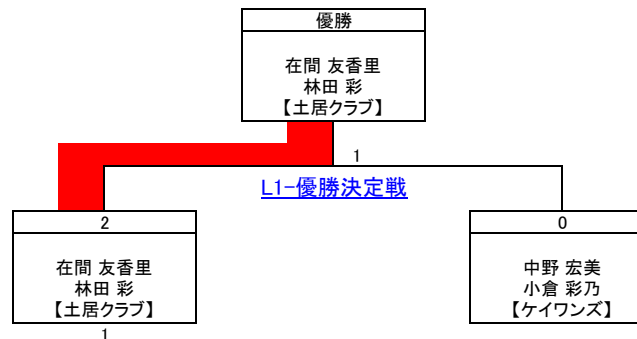 優勝
在間 友香里
林田 彩
【土居クラブ】
1
L1-優勝決定戦
2
在間 友香里
林田 彩
【土居クラブ】
1
0
中野 宏美
小倉 彩乃
【ケイワンズ】